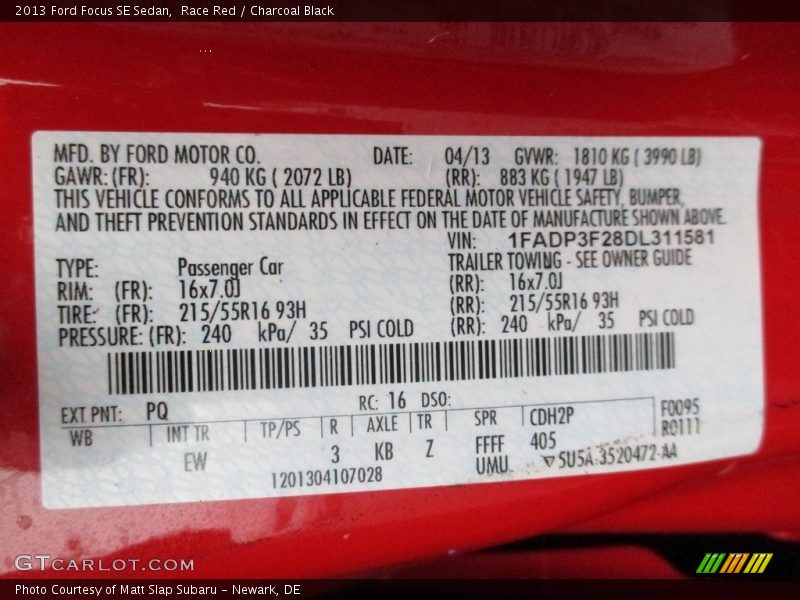 2013 Ford Focus SE Sedan, Race Red / Charcoal Black
MFD. BY FORD MOTOR CO. DATE: 04/13 GVWR: 1810 KG ( 3990 LB)
GAWR: (FR): 940 KG ( 2072 LB) (RR): 883 KG ( 1947 LB)
THIS VEHICLE CONFORMS TO ALL APPLICABLE FEDERAL MOTOR VEHICLE SAFETY, BUMPER,
AND THEFT PREVENTION STANDARDS IN EFFECT ON THE DATE OF MANUFACTURE SHOWN ABOVE.
VIN: 1FADP3F28DL311581
TYPE: Passenger Car TRAILER TOWING - SEE OWNER GUIDE
RIM: (FR): 16x7.0J (RR): 16x7.0J
TIRE: (FR): 215/55R16 93H (RR): 215/55R16 93H
PRESSURE: (FR): 240 kPa/ 35 PSI COLD (RR): 240 kPa/ 35 PSI COLD
EXT PNT: PQ RC: 16 DSO: F0095
WB INT TR TP/PS R AXLE TR SPR CDH2P R0111
EW 3 KB Z FFFF 405
1201304107028 UMU 5U5A-3520472-AA
GTCARLOT.COM
Photo Courtesy of Matt Slap Subaru - Newark, DE